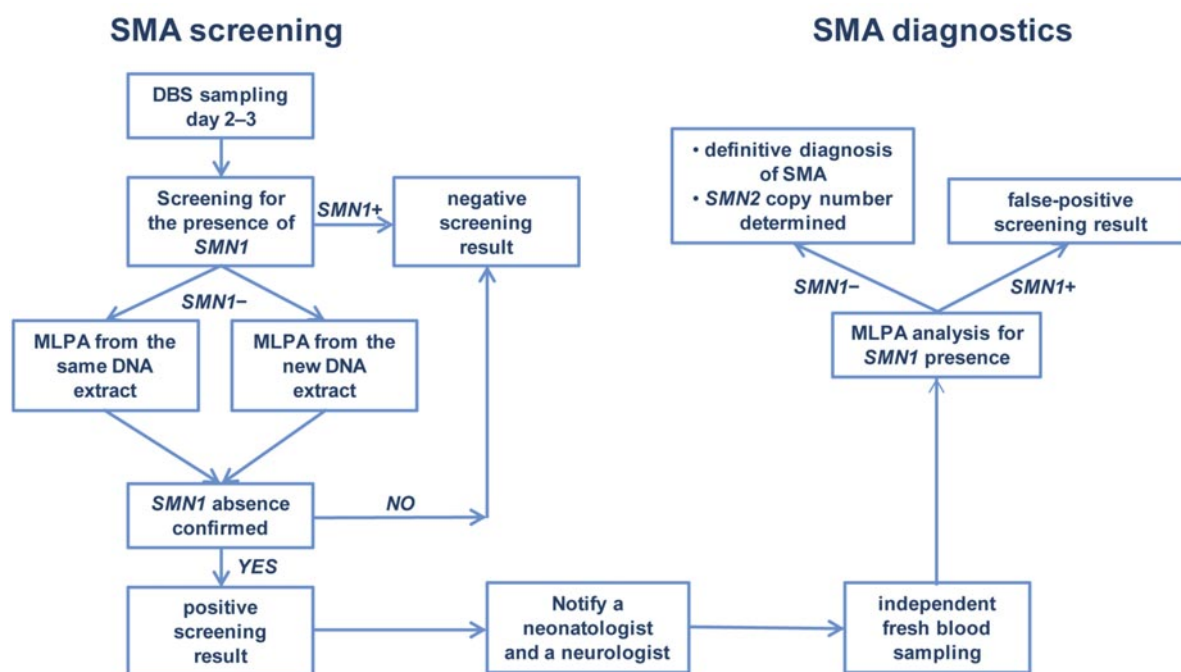 SMA screening
SMA diagnostics
DBS sampling
day 2–3
Screening for
the presence of
SMN1
SMN1+
negative
screening
result
SMN1−
MLPA from the
same DNA
extract
MLPA from the
new DNA
extract
SMN1 absence
confirmed
NO
YES
positive
screening
result
Notify a
neonatologist
and a neurologist
independent
fresh blood
sampling
MLPA analysis for
SMN1 presence
SMN1−
SMN1+
• definitive diagnosis
of SMA
• SMN2 copy number
determined
false-positive
screening result